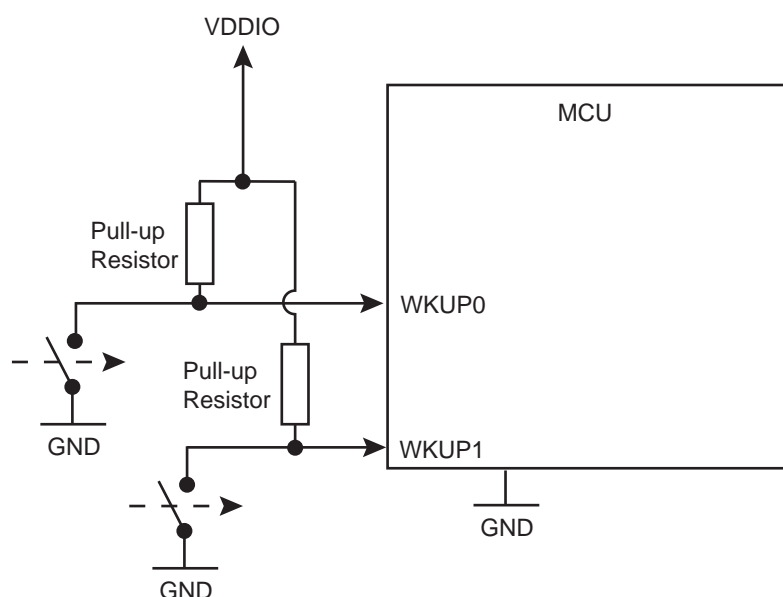 VDDIO
MCU
Pull-up
Resistor
WKUP0
Pull-up
Resistor
GND
WKUP1
GND
GND